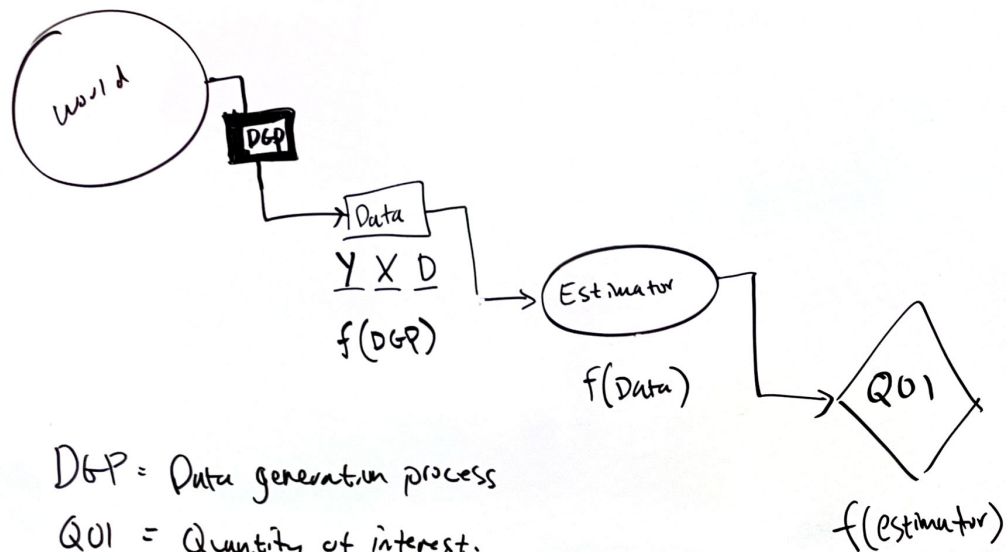 World
DGP
Data
Y X D
f(DGP)
Estimator
f(Data)
QOI
f(estimator)
DGP = Data generation process
QOI = Quantity of interest.